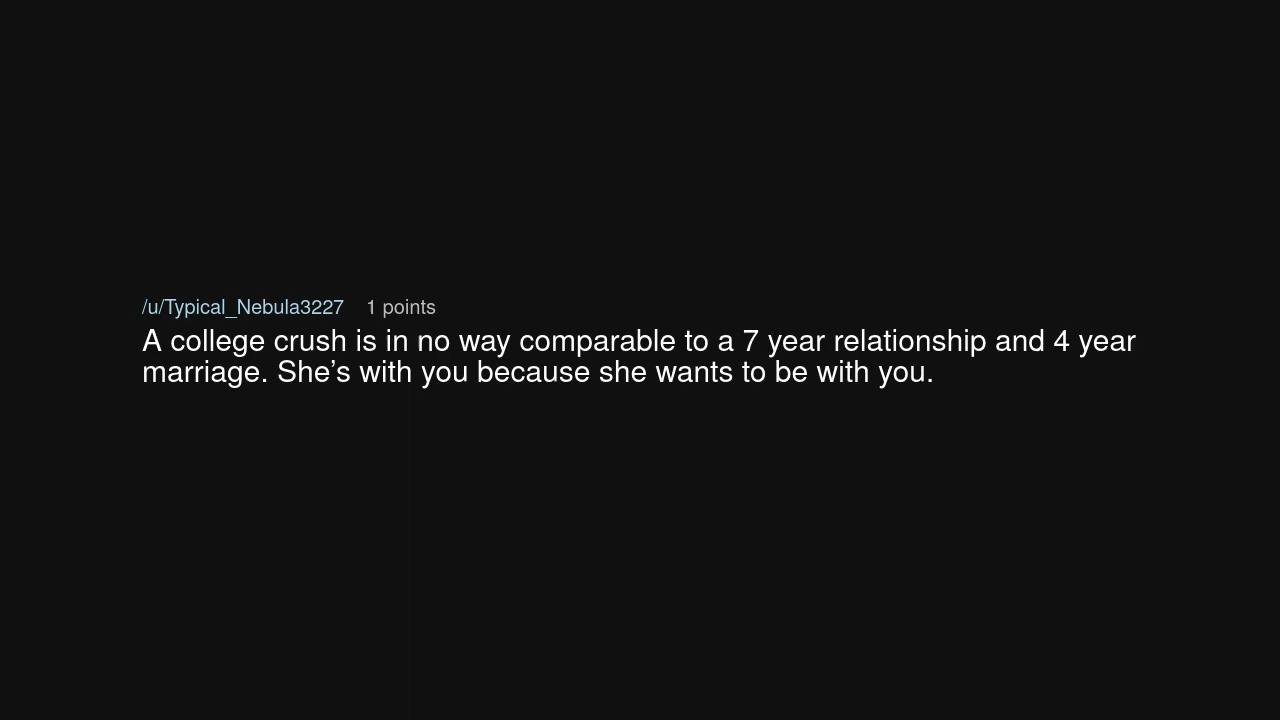 /u/Typical_Nebula3227 1 points
A college crush is in no way comparable to a 7 year relationship and 4 year
marriage. She’s with you because she wants to be with you.